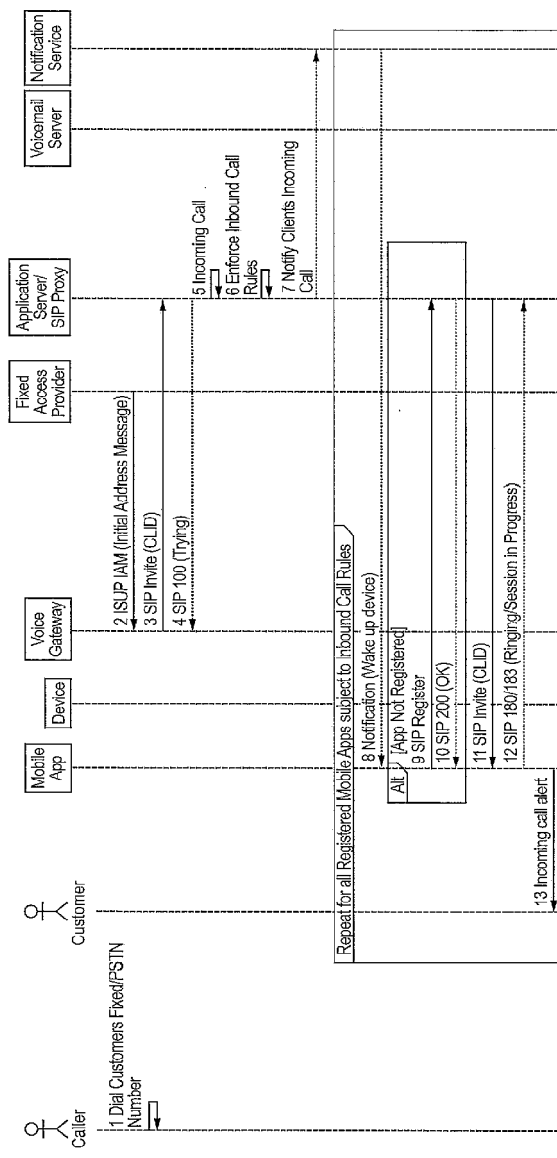 Caller
Customer
Mobile
App
Device
Voice
Gateway
Fixed
Access
Provider
Application
Server/
SIP Proxy
Voicemail
Server
Notification
Service
1 Dial Customers Fixed/PSTN
Number
2 ISUP IAM (Initial Address Message)
3 SIP Invite (CLID)
4 SIP 100 (Trying)
5 Incoming Call
6 Enforce Inbound Call
Rules
7 Notify Clients Incoming
Call
Repeat for all Registered Mobile Apps subject to Inbound Call Rules
8 Notification (Wake up device)
Alt [App Not Registered]
9 SIP Register
10 SIP 200 (OK)
11 SIP Invite (CLID)
12 SIP 180/183 (Ringing/Session in Progress)
13 Incoming call alert